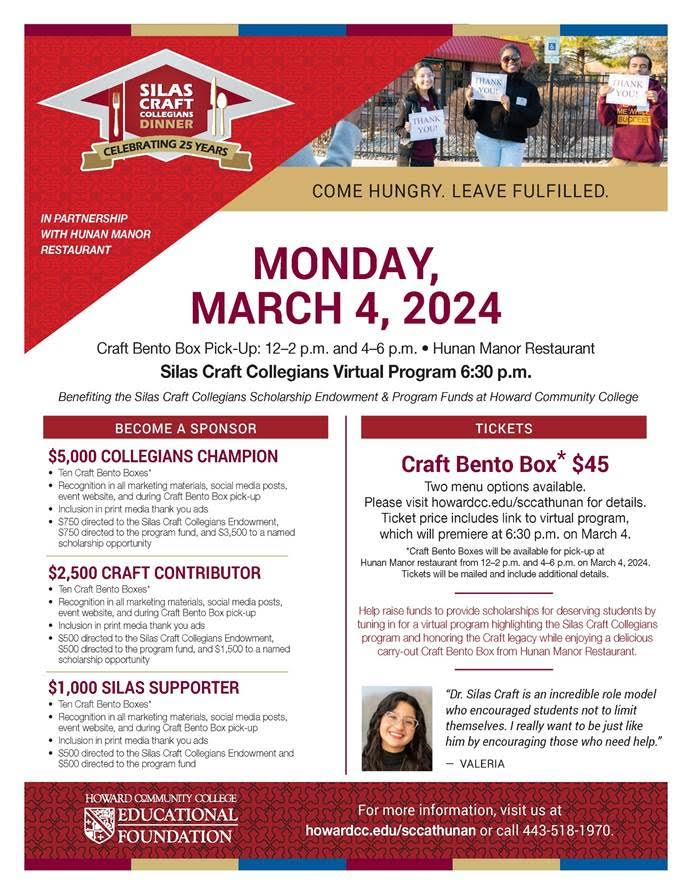 SILAS
CRAFT
COLLEGIANS
DINNER
CELEBRATING 25 YEARS
THANK
YOU!
THANK
YOU!
THANK
YOU!
COME HUNGRY. LEAVE FULFILLED.
IN PARTNERSHIP
WITH HUNAN MANOR
RESTAURANT
MONDAY,
MARCH 4, 2024
Craft Bento Box Pick-Up: 12–2 p.m. and 4–6 p.m. • Hunan Manor Restaurant
Silas Craft Collegians Virtual Program 6:30 p.m.
Benefiting the Silas Craft Collegians Scholarship Endowment & Program Funds at Howard Community College
BECOME A SPONSOR
$5,000 COLLEGIANS CHAMPION
• Ten Craft Bento Boxes*
• Recognition in all marketing materials, social media posts,
event website, and during Craft Bento Box pick-up
• Inclusion in print media thank you ads
• $750 directed to the Silas Craft Collegians Endowment,
$750 directed to the program fund, and $3,500 to a named
scholarship opportunity
$2,500 CRAFT CONTRIBUTOR
• Ten Craft Bento Boxes*
• Recognition in all marketing materials, social media posts,
event website, and during Craft Bento Box pick-up
• Inclusion in print media thank you ads
• $500 directed to the Silas Craft Collegians Endowment,
$500 directed to the program fund, and $1,500 to a named
scholarship opportunity
$1,000 SILAS SUPPORTER
• Ten Craft Bento Boxes*
• Recognition in all marketing materials, social media posts,
event website, and during Craft Bento Box pick-up
• Inclusion in print media thank you ads
• $500 directed to the Silas Craft Collegians Endowment and
$500 directed to the program fund
TICKETS
Craft Bento Box* $45
Two menu options available.
Please visit howardcc.edu/sccathunan for details.
Ticket price includes link to virtual program,
which will premiere at 6:30 p.m. on March 4.
*Craft Bento Boxes will be available for pick-up at
Hunan Manor restaurant from 12–2 p.m. and 4–6 p.m. on March 4, 2024.
Tickets will be mailed and include additional details.
Help raise funds to provide scholarships for deserving students by
tuning in for a virtual program highlighting the Silas Craft Collegians
program and honoring the Craft legacy while enjoying a delicious
carry-out Craft Bento Box from Hunan Manor Restaurant.
“Dr. Silas Craft is an incredible role model
who encouraged students not to limit
themselves. I really want to be just like
him by encouraging those who need help.”
— VALERIA
HOWARD COMMUNITY COLLEGE
EDUCATIONAL
FOUNDATION
For more information, visit us at
howardcc.edu/sccathunan or call 443-518-1970.